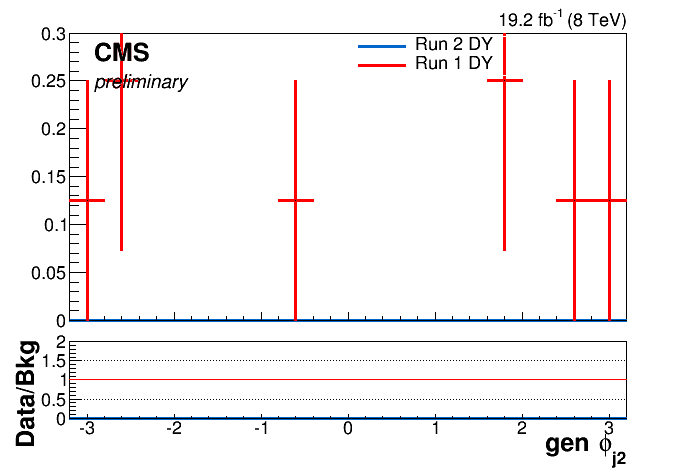 19.2 fb⁻¹ (8 TeV)
CMS
preliminary
Run 2 DY
Run 1 DY
0.3
0.25
0.2
0.15
0.1
0.05
0
Data/Bkg
2
1.5
1
0.5
0
-3 -2 -1 0 1 2 3
gen ϕj2